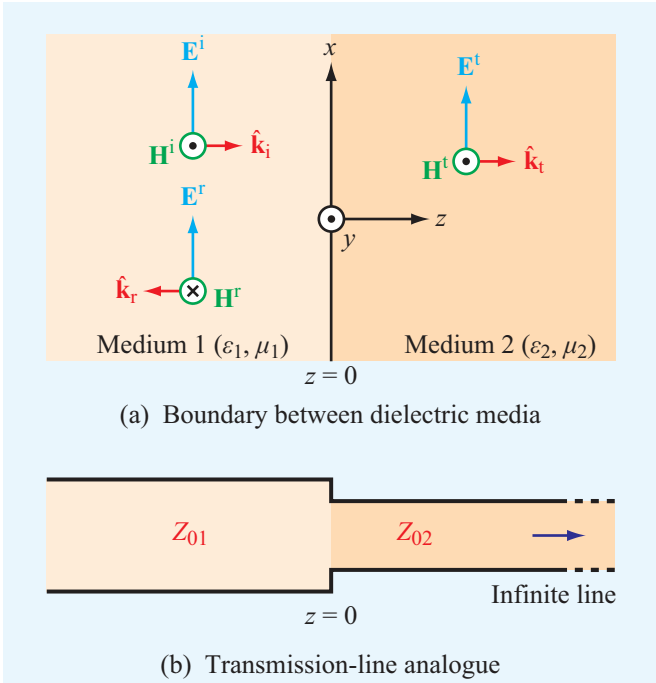 x
E^i
E^t
H^i
k̂_i
H^t
k̂_t
E^r
z
y
k̂_r
H^r
Medium 1 (ε₁, μ₁)
Medium 2 (ε₂, μ₂)
z = 0
(a) Boundary between dielectric media
Z₀₁
Z₀₂
Infinite line
z = 0
(b) Transmission-line analogue